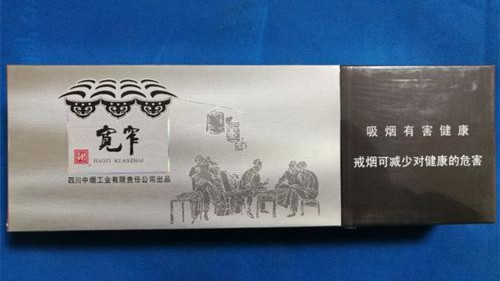 宽窄
HAOZI KUANZHAI
四川中烟工业有限责任公司出品
吸烟有害健康
戒烟可减少对健康的危害